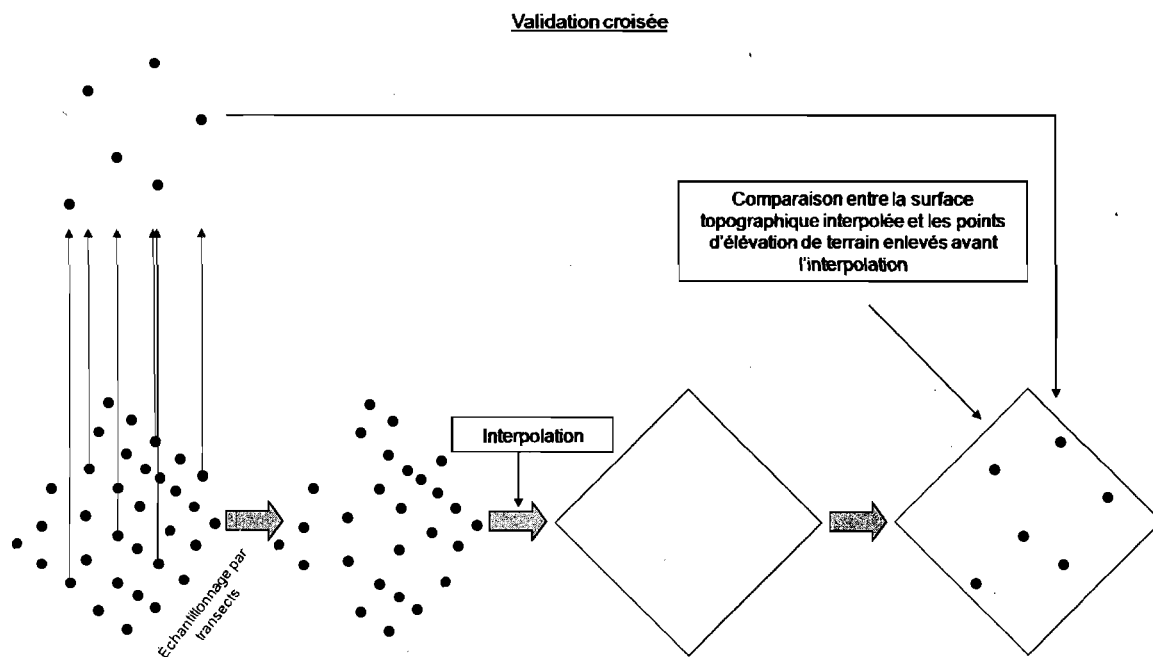 Validation croisée
Comparaison entre la surface
topographique interpolée et les points
d'élévation de terrain enlevés avant
l'interpolation
Interpolation
Échantillonnage par
transects